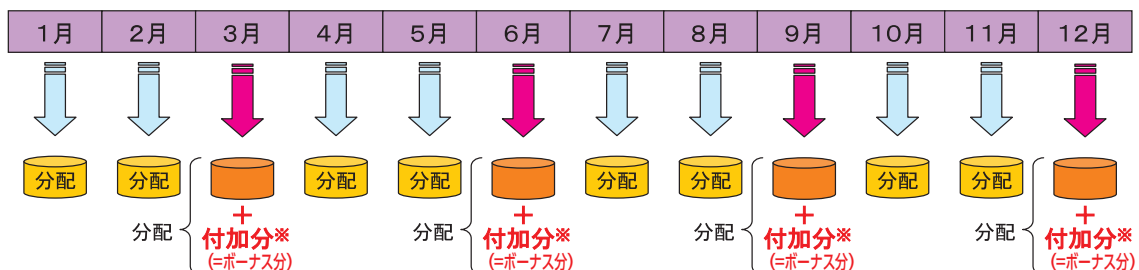 1月 2月 3月 4月 5月 6月 7月 8月 9月 10月 11月 12月
分配 分配 分配 分配 分配 分配 分配 分配
分配 分配 分配 分配
+ + + +
付加分※ 付加分※ 付加分※ 付加分※
(=ボーナス分) (=ボーナス分) (=ボーナス分) (=ボーナス分)